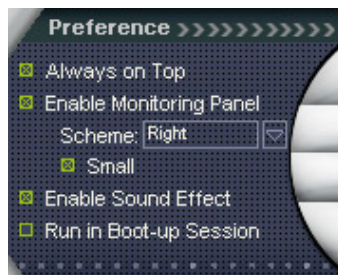 Preference >>>>>>>>>>>>
Always on Top
Enable Monitoring Panel
Scheme: Right
Small
Enable Sound Effect
Run in Boot-up Session